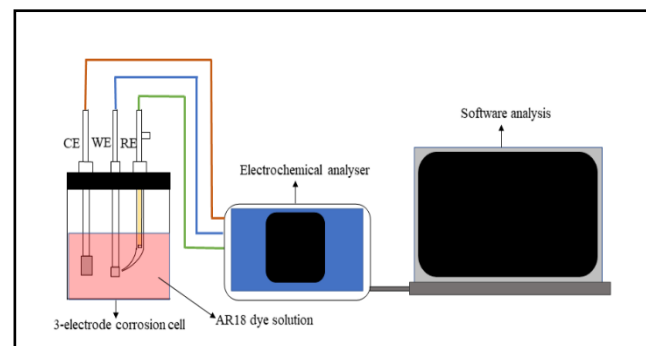 Software analysis
CE
WE
RE
Electrochemical analyser
3-electrode corrosion cell
AR18 dye solution